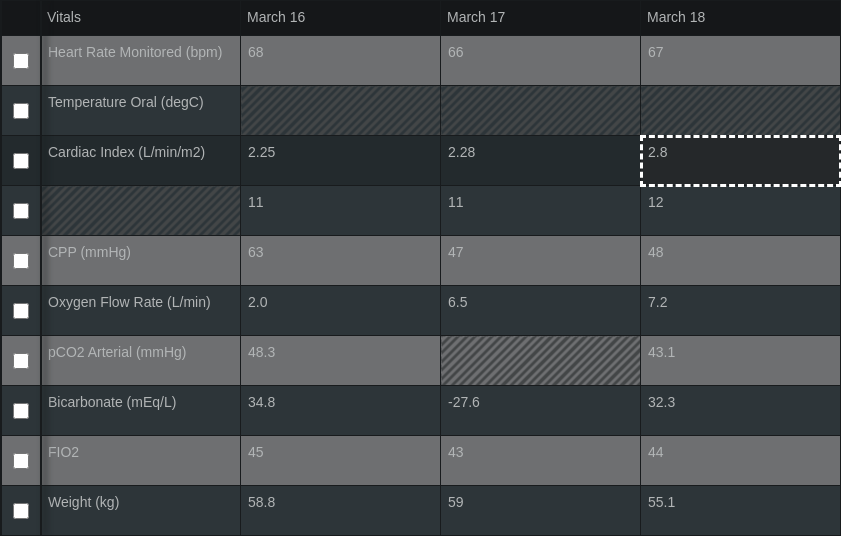 Vitals March 16 March 17 March 18
Heart Rate Monitored (bpm) 68 66 67
Temperature Oral (degC)
Cardiac Index (L/min/m2) 2.25 2.28 2.8
11 11 12
CPP (mmHg) 63 47 48
Oxygen Flow Rate (L/min) 2.0 6.5 7.2
pCO2 Arterial (mmHg) 48.3 43.1
Bicarbonate (mEq/L) 34.8 -27.6 32.3
FIO2 45 43 44
Weight (kg) 58.8 59 55.1